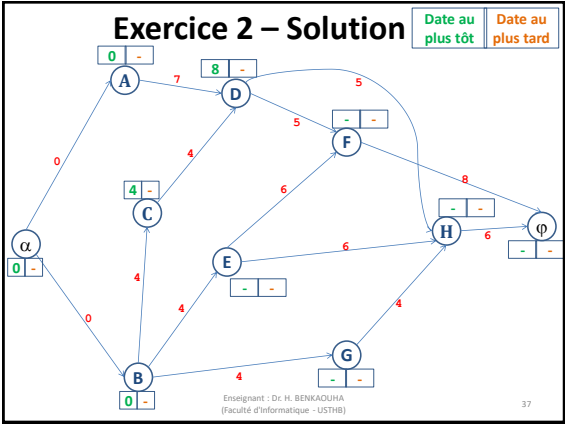 Exercice 2 – Solution
Date au plus tôt
Date au plus tard
0 -
A
7
8 -
D
5
5
- -
F
0
4
6
8
4 -
C
- -
H
6
φ
- -
α
0 -
E
6
- -
4
4
4
0
G
- -
B
4
0 -
Enseignant : Dr. H. BENKAOUHA
(Faculté d'Informatique - USTHB)
37